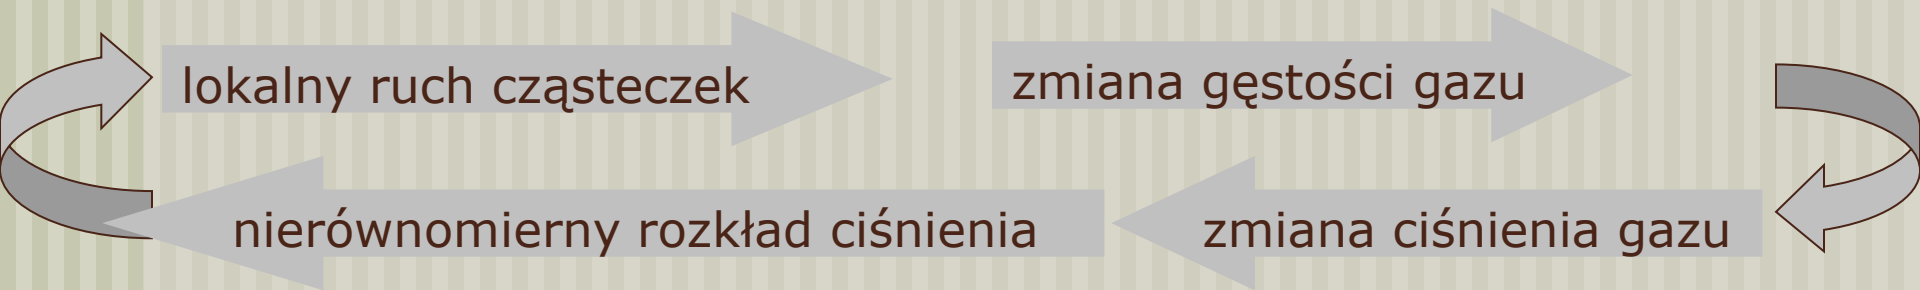 lokalny ruch cząsteczek
zmiana gęstości gazu
zmiana ciśnienia gazu
nierównomierny rozkład ciśnienia